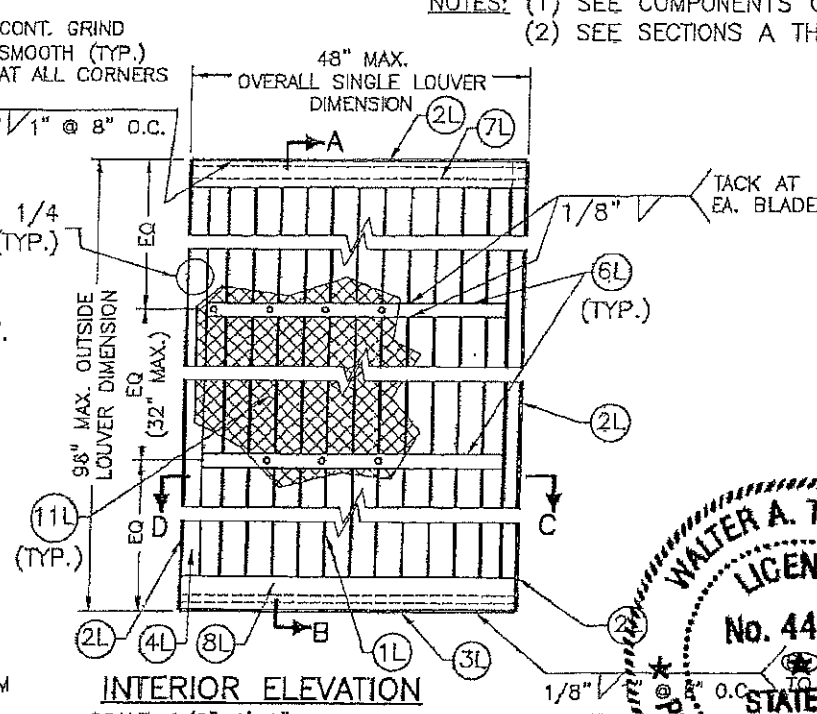 NOTES: (1) SEE COMPONENTS
(2) SEE SECTIONS A TH
CONT. GRIND
SMOOTH (TYP.)
AT ALL CORNERS
48" MAX.
OVERALL SINGLE LOUVER
DIMENSION
1" @ 8" O.C.
A
2L
7L
TACK AT
EA. BLADE
1/8"
1/4
(TYP.)
EQ
6L
(TYP.)
EQ
(32" MAX.)
98" MAX. OUTSIDE
LOUVER DIMENSION
2L
11L
(TYP.)
D
EQ
C
B
2L
4L
8L
1L
3L
INTERIOR ELEVATION
1/8"
@
O.C.
WALTER A. T
LICEN
No. 44
STATE